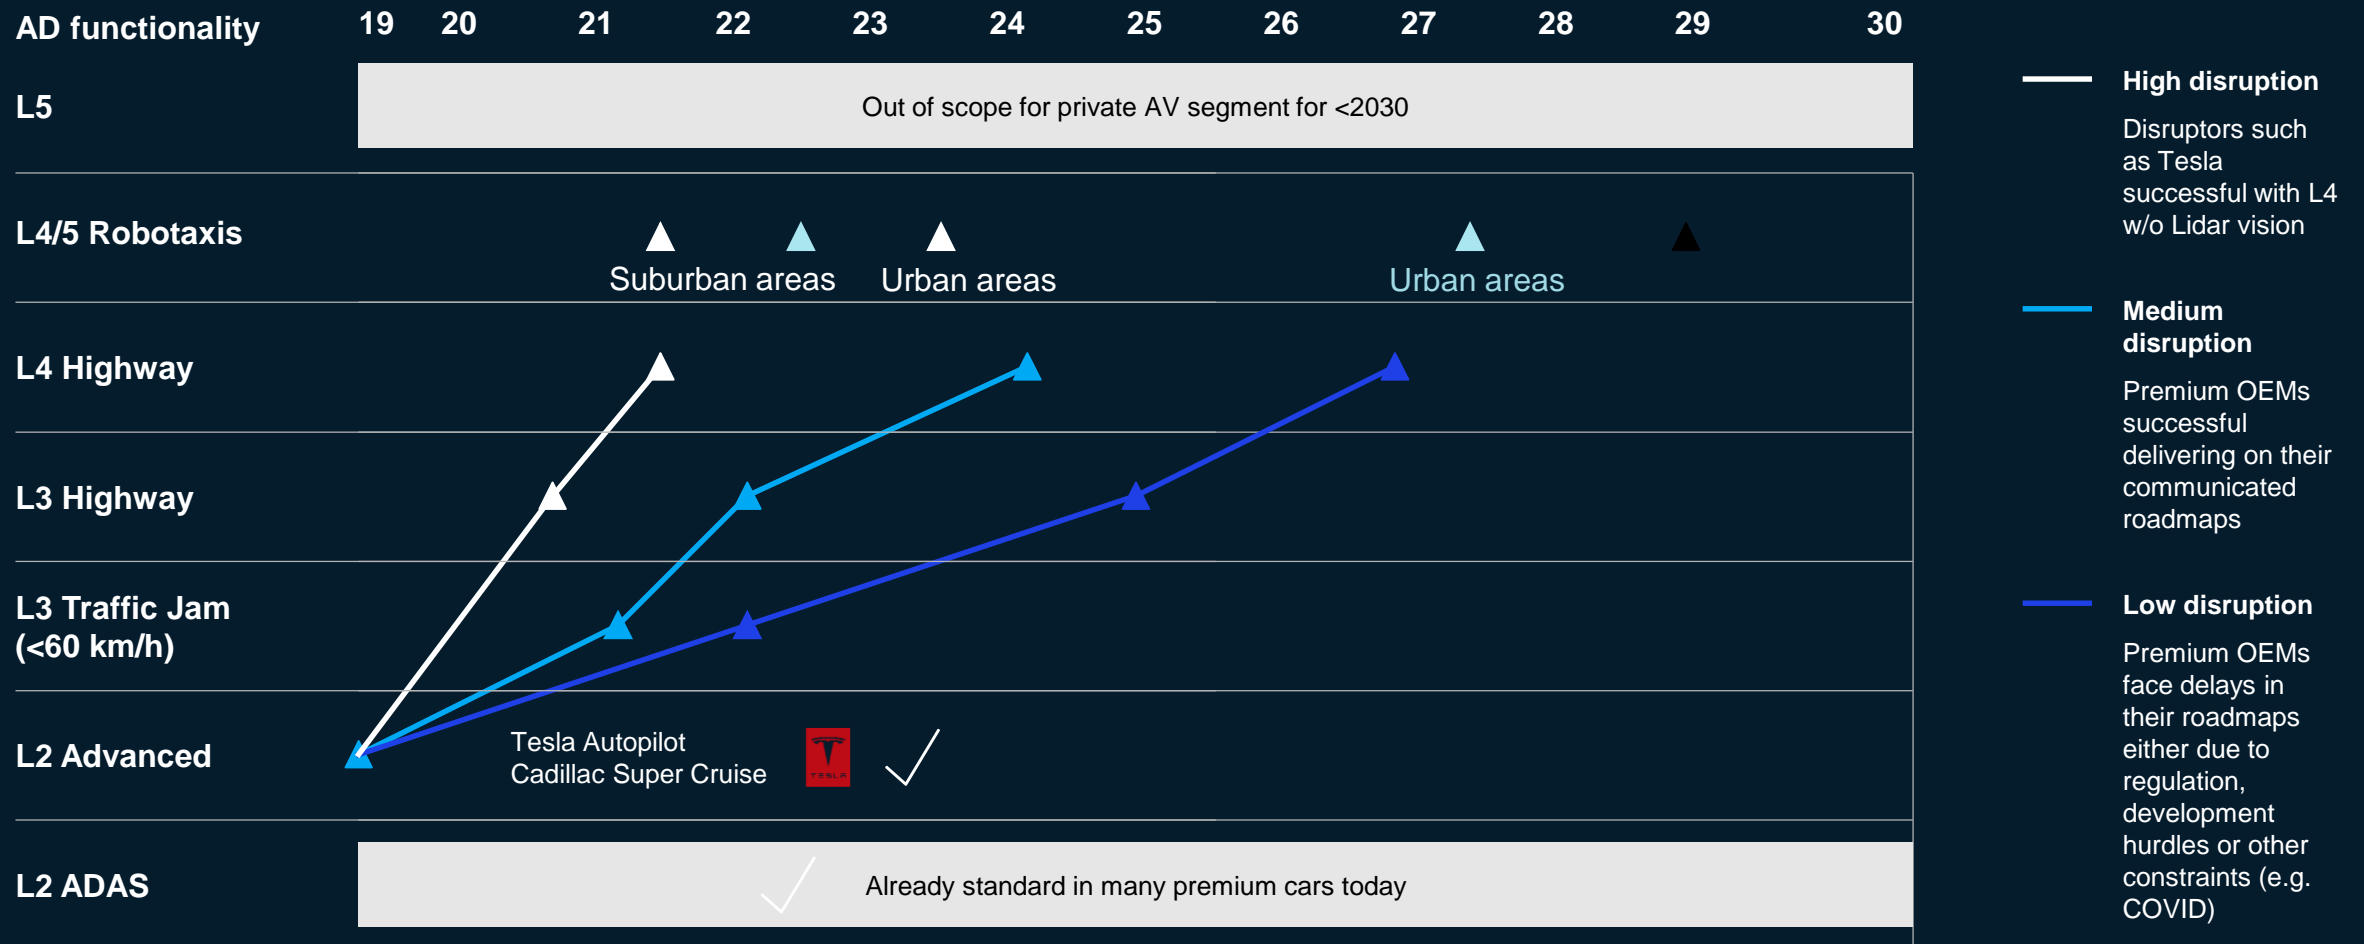 AD functionality
19 20 21 22 23 24 25 26 27 28 29 30
L5
Out of scope for private AV segment for <2030
L4/5 Robotaxis
Suburban areas
Urban areas
Urban areas
L4 Highway
L3 Highway
L3 Traffic Jam
(<60 km/h)
L2 Advanced
Tesla Autopilot
Cadillac Super Cruise
TESLA
L2 ADAS
Already standard in many premium cars today
High disruption
Disruptors such
as Tesla
successful with L4
w/o Lidar vision
Medium
disruption
Premium OEMs
successful
delivering on their
communicated
roadmaps
Low disruption
Premium OEMs
face delays in
their roadmaps
either due to
regulation,
development
hurdles or other
constraints (e.g.
COVID)